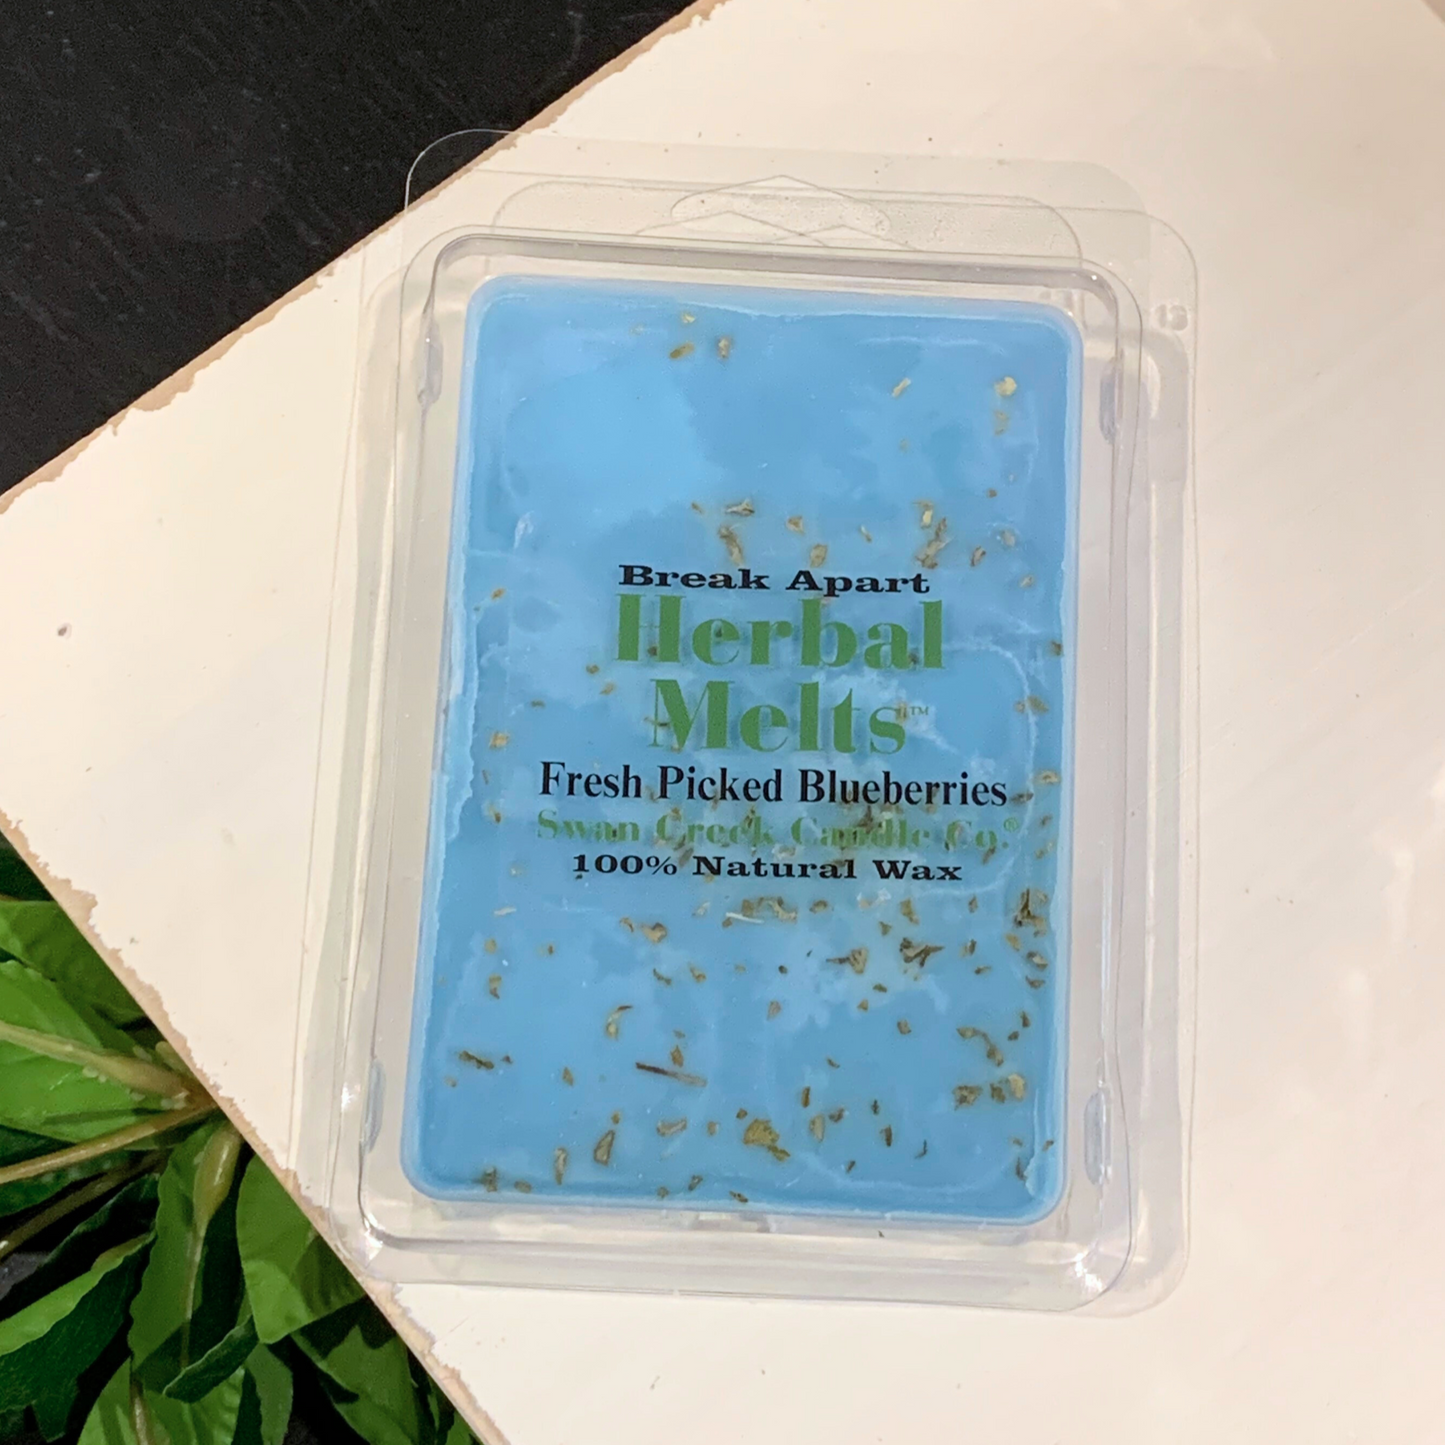 Break Apart
Herbal
Melts™
Fresh Picked Blueberries
Swan Creek Candle Co.®
100% Natural Wax